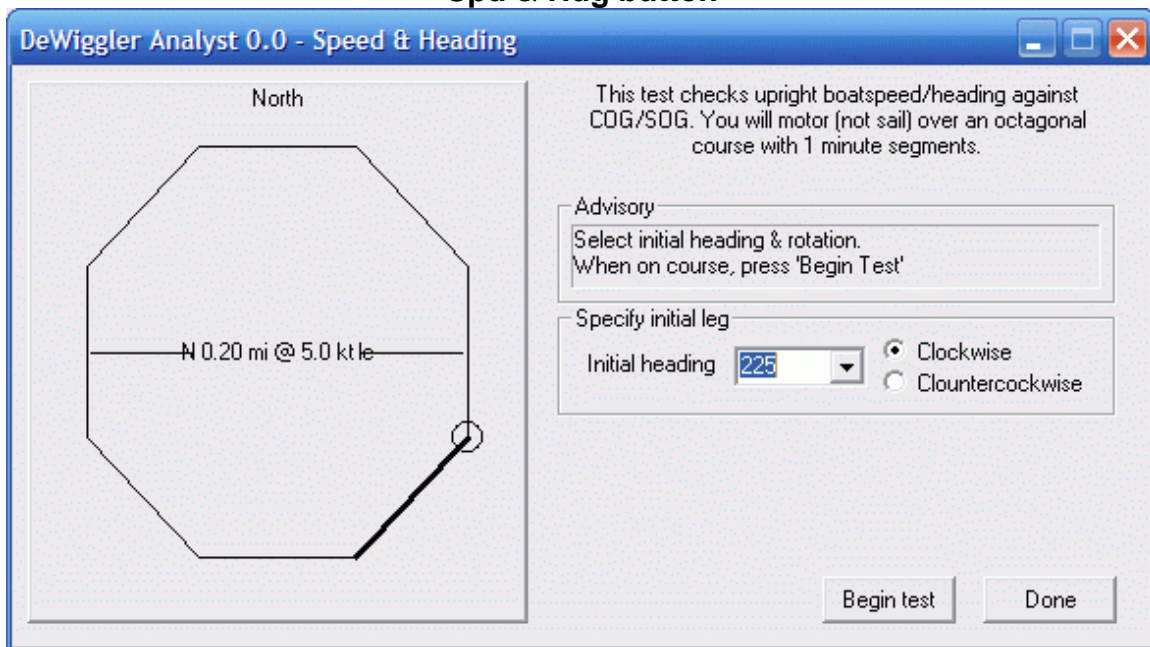 DeWiggler Analyst 0.0 - Speed & Heading
North
N 0.20 mi @ 5.0 kt le
This test checks upright boatspeed/heading against
COG/SOG. You will motor (not sail) over an octagonal
course with 1 minute segments.
Advisory
Select initial heading & rotation.
When on course, press 'Begin Test'
Specify initial leg
Initial heading 225
Clockwise
Clountercockwise
Begin test Done